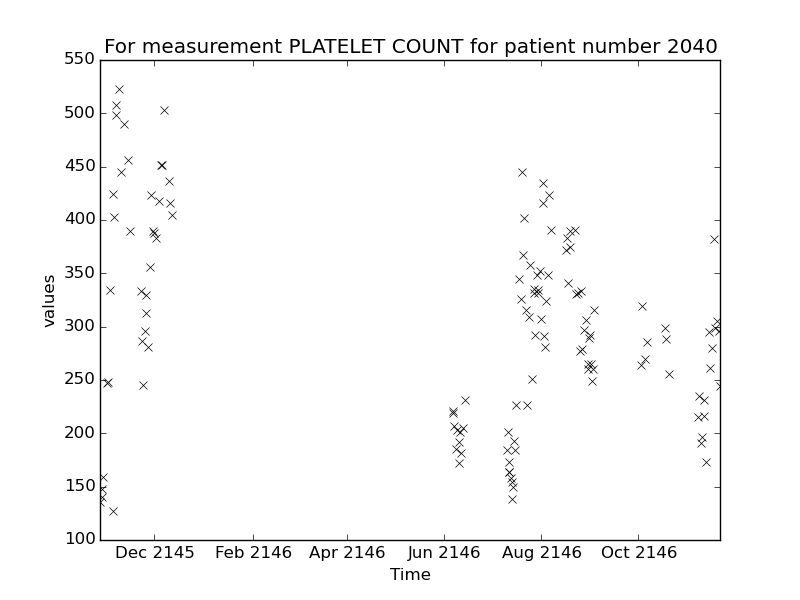 For measurement PLATELET COUNT for patient number 2040
550
500
450
400
350
300
250
200
150
100
values
Dec 2145 Feb 2146 Apr 2146 Jun 2146 Aug 2146 Oct 2146
Time